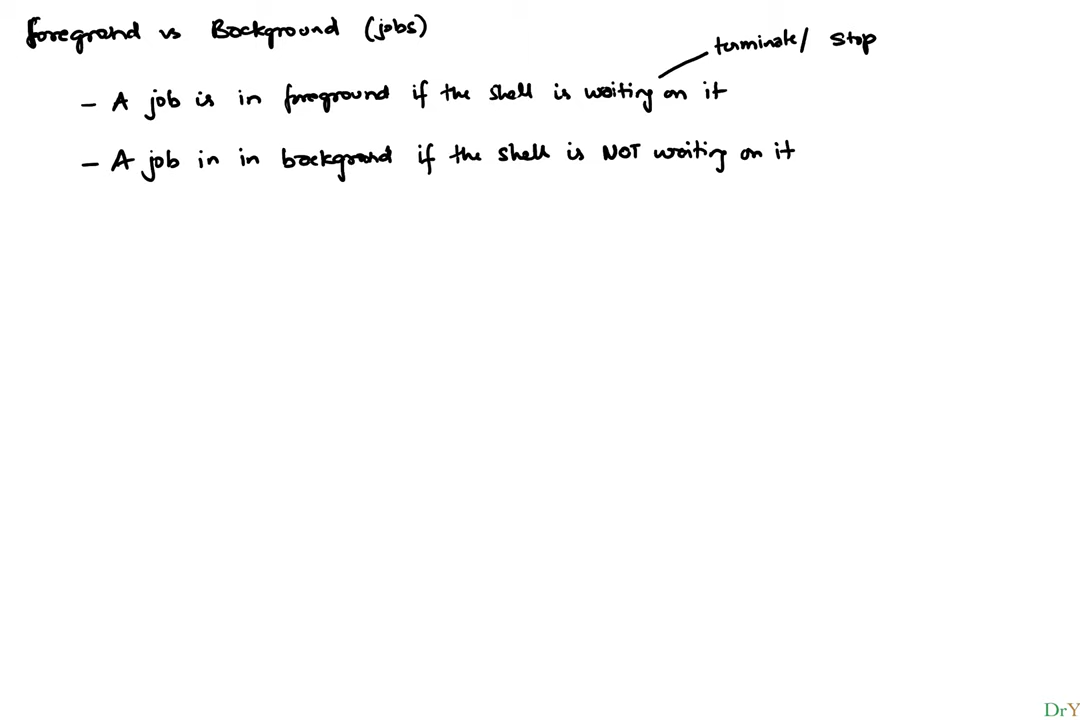 Foregrond vs Background (jobs)
terminate/ stop
- A job is in foreground if the shell is waiting on it
- A job in in background if the shell is NOT waiting on it
DrY